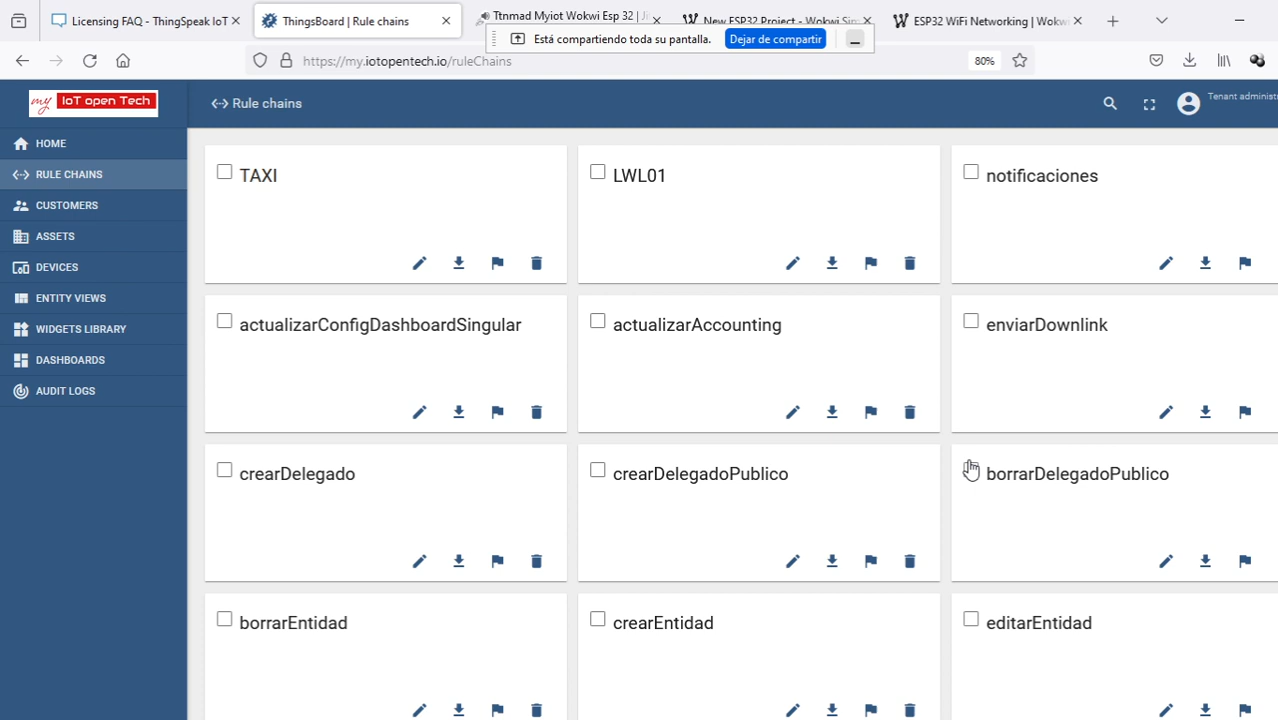 Licensing FAQ - ThingSpeak IoT
ThingsBoard | Rule chains
Ttnmad Myiot Wokwi Esp 32 | Ji
New ESP32 Project - Wokwi Sim
ESP32 WiFi Networking | Wokw
Está compartiendo toda su pantalla.
Dejar de compartir
https://my.iotopentech.io/ruleChains
80%
my IoT open Tech
Rule chains
Tenant administ
HOME
RULE CHAINS
CUSTOMERS
ASSETS
DEVICES
ENTITY VIEWS
WIDGETS LIBRARY
DASHBOARDS
AUDIT LOGS
TAXI
LWL01
notificaciones
actualizarConfigDashboardSingular
actualizarAccounting
enviarDownlink
crearDelegado
crearDelegadoPublico
borrarDelegadoPublico
borrarEntidad
crearEntidad
editarEntidad